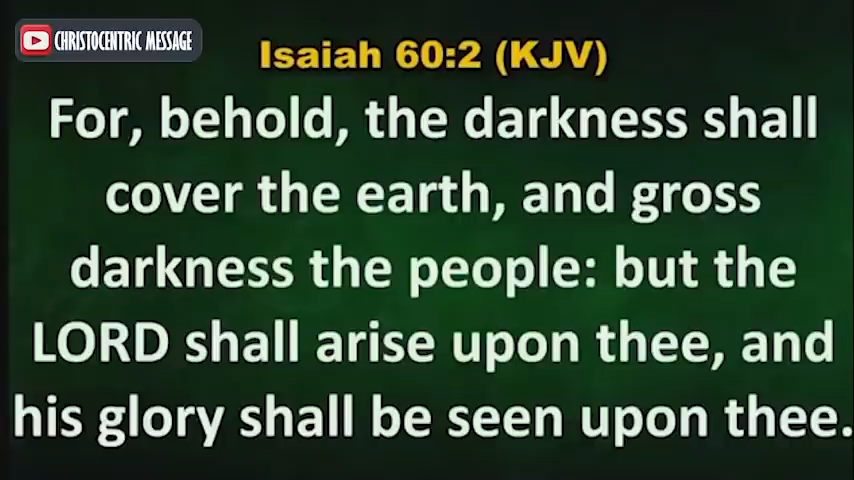 CHRISTOCENTRIC MESSAGE
Isaiah 60:2 (KJV)
For, behold, the darkness shall
cover the earth, and gross
darkness the people: but the
LORD shall arise upon thee, and
his glory shall be seen upon thee.